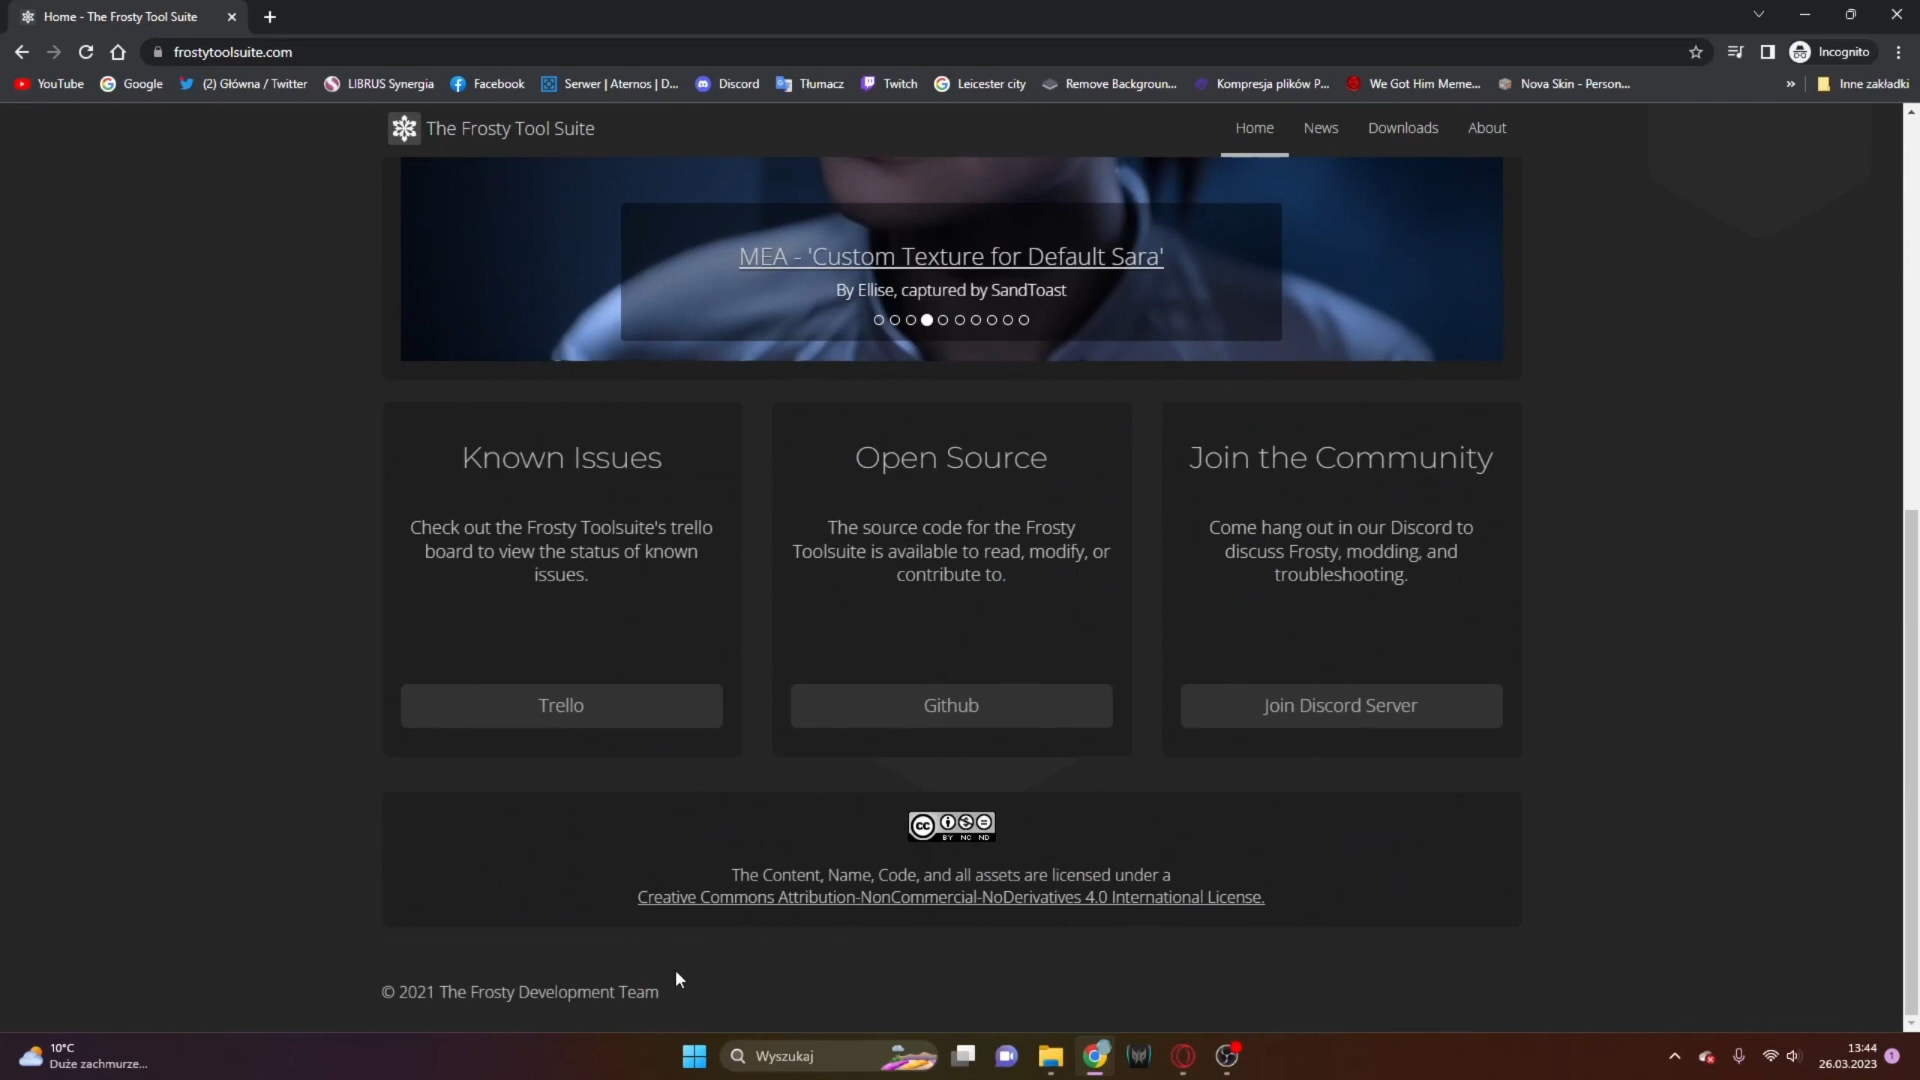 Home - The Frosty Tool Suite
frostytoolsuite.com
Incognito
YouTube
Google
(2) Główna / Twitter
LIBRUS Synergia
Facebook
Serwer | Aternos | D...
Discord
Tłumacz
Twitch
Leicester city
Remove Backgroun...
Kompresja plików P...
We Got Him Meme...
Nova Skin - Person...
»
Inne zakładki
The Frosty Tool Suite
Home
News
Downloads
About
MEA - 'Custom Texture for Default Sara'
By Ellise, captured by SandToast
Known Issues
Check out the Frosty Toolsuite's trello
board to view the status of known
issues.
Trello
Open Source
The source code for the Frosty
Toolsuite is available to read, modify, or
contribute to.
Github
Join the Community
Come hang out in our Discord to
discuss Frosty, modding, and
troubleshooting.
Join Discord Server
cc BY NC ND
The Content, Name, Code, and all assets are licensed under a
Creative Commons Attribution-NonCommercial-NoDerivatives 4.0 International License.
© 2021 The Frosty Development Team
10°C
Duże zachmurze...
Wyszukaj
13:44
26.03.2023
1